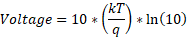 Voltage = 10 * (kT/q) * ln(10)